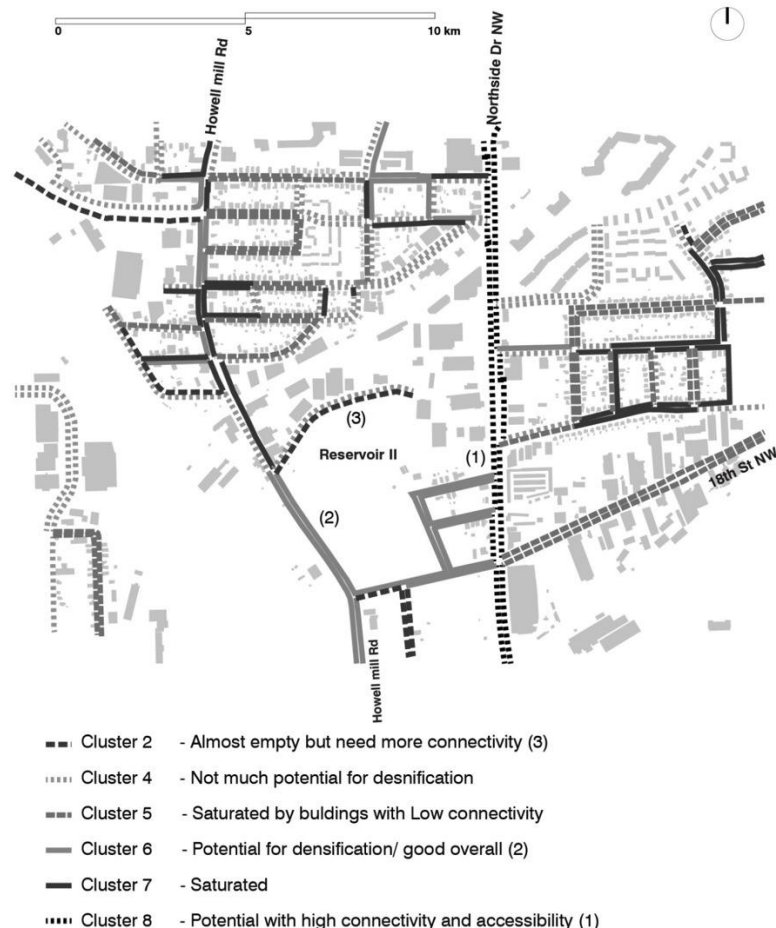 0 5 10 km
Howell mill Rd
Northside Dr NW
(3)
Reservoir II
(1)
18th St NW
(2)
Howell mill Rd
Cluster 2 - Almost empty but need more connectivity (3)
Cluster 4 - Not much potential for desnification
Cluster 5 - Saturated by buldings with Low connectivity
Cluster 6 - Potential for densification/ good overall (2)
Cluster 7 - Saturated
Cluster 8 - Potential with high connectivity and accessibility (1)